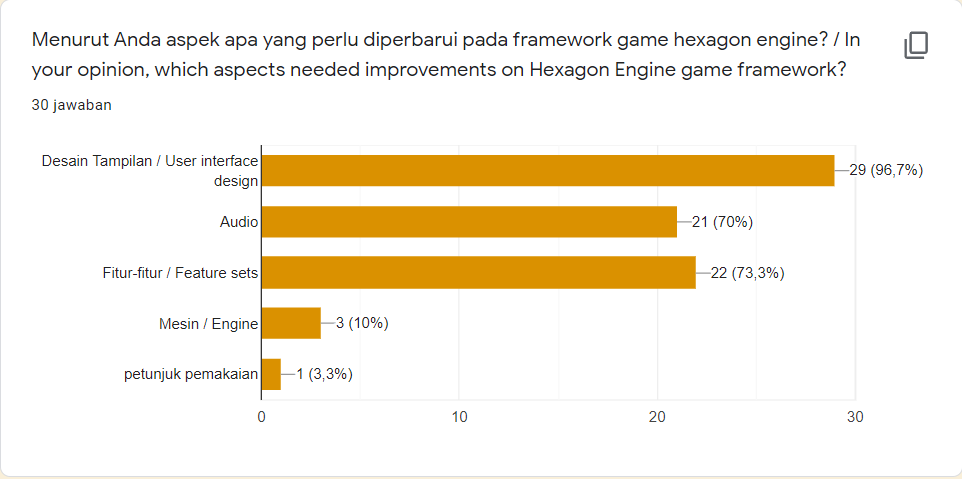 Menurut Anda aspek apa yang perlu diperbarui pada framework game hexagon engine? / In
your opinion, which aspects needed improvements on Hexagon Engine game framework?
30 jawaban
Desain Tampilan / User interface
design
29 (96,7%)
Audio
21 (70%)
Fitur-fitur / Feature sets
22 (73,3%)
Mesin / Engine
3 (10%)
petunjuk pemakaian
1 (3,3%)
0
10
20
30